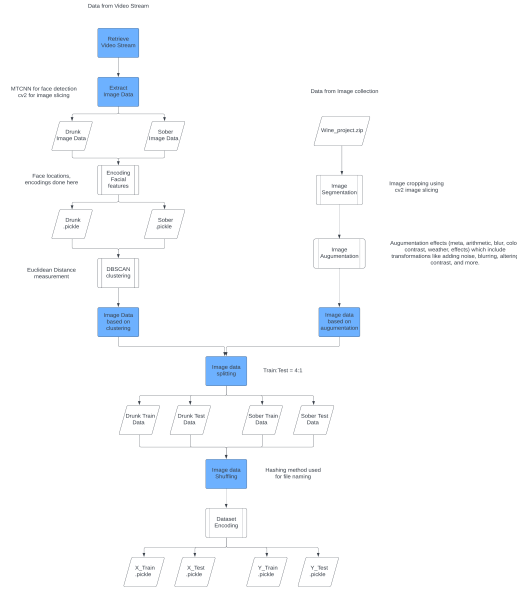 Data from Video Stream
Retrieve
Video Stream
MTCNN for face detection
cv2 for image slicing
Extract
Image Data
Data from Image collection
Drunk
Image Data
Sober
Image Data
Wine_project.zip
Face locations,
encodings done here
Encoding
Facial
features
Image
Segmentation
Image cropping using
cv2 image slicing
Drunk
.pickle
Sober
.pickle
Euclidean Distance
measurement
DBSCAN
clustering
Image
Augumentation
Augumentation effects (meta, arithmetic, blur, colo
contrast, weather, effects) which include
transformations like adding noise, blurring, altering
contrast, and more.
Image Data
based on
clustering
Image data
based on
augumentation
Image data
splitting
Train:Test = 4:1
Drunk Train
Data
Drunk Test
Data
Sober Train
Data
Sober Test
Data
Image data
Shuffling
Hashing method used
for file naming
Dataset
Encoding
X_Train
.pickle
X_Test
.pickle
Y_Train
.pickle
Y_Test
.pickle